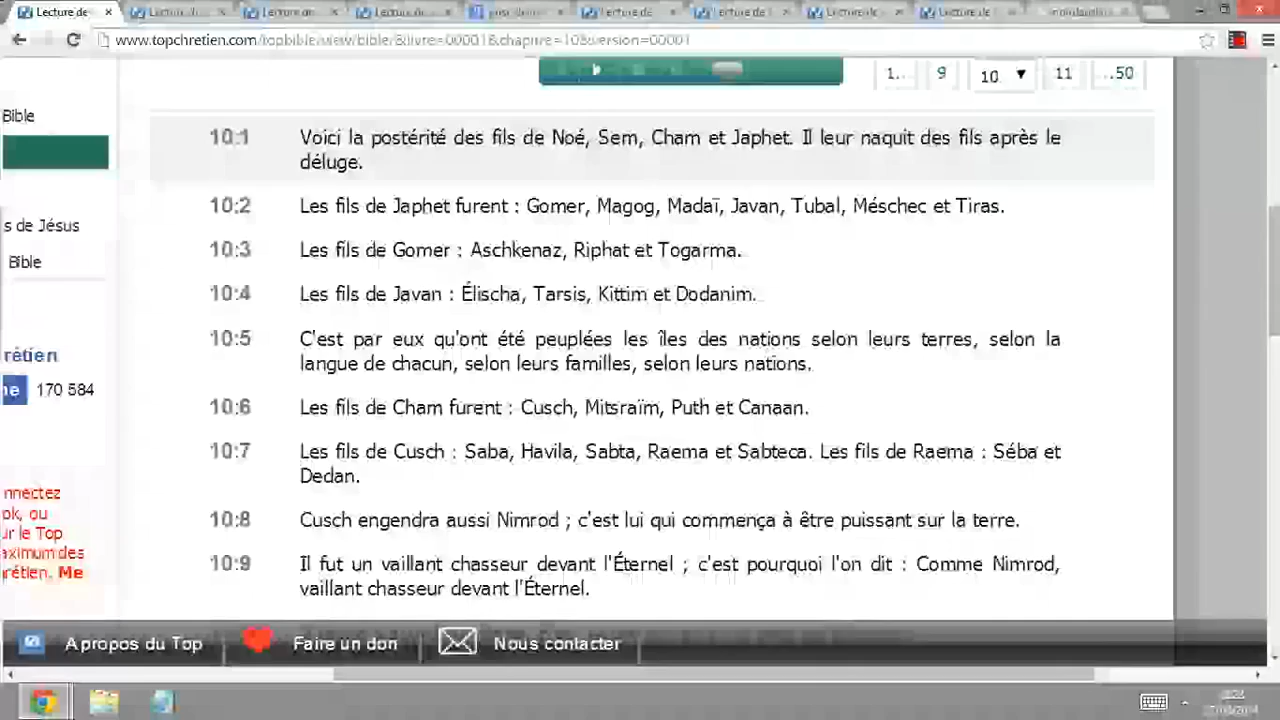 Lecture de
www.topchretien.com/topbible/view/bible/&livre=00001&chapitre=10&version=00001
1... 9 10 11 ...50
Bible
s de Jésus
Bible
rétien
ne 170 584
nnectez
ok, ou
ur le Top
aximum des
rétien. Me
10:1 Voici la postérité des fils de Noé, Sem, Cham et Japhet. Il leur naquit des fils après le
déluge.
10:2 Les fils de Japhet furent : Gomer, Magog, Madaï, Javan, Tubal, Méschec et Tiras.
10:3 Les fils de Gomer : Aschkenaz, Riphat et Togarma.
10:4 Les fils de Javan : Élischa, Tarsis, Kittim et Dodanim.
10:5 C'est par eux qu'ont été peuplées les îles des nations selon leurs terres, selon la
langue de chacun, selon leurs familles, selon leurs nations.
10:6 Les fils de Cham furent : Cusch, Mitsraïm, Puth et Canaan.
10:7 Les fils de Cusch : Saba, Havila, Sabta, Raema et Sabteca. Les fils de Raema : Séba et
Dedan.
10:8 Cusch engendra aussi Nimrod ; c'est lui qui commença à être puissant sur la terre.
10:9 Il fut un vaillant chasseur devant l'Éternel ; c'est pourquoi l'on dit : Comme Nimrod,
vaillant chasseur devant l'Éternel.
A propos du Top Faire un don Nous contacter